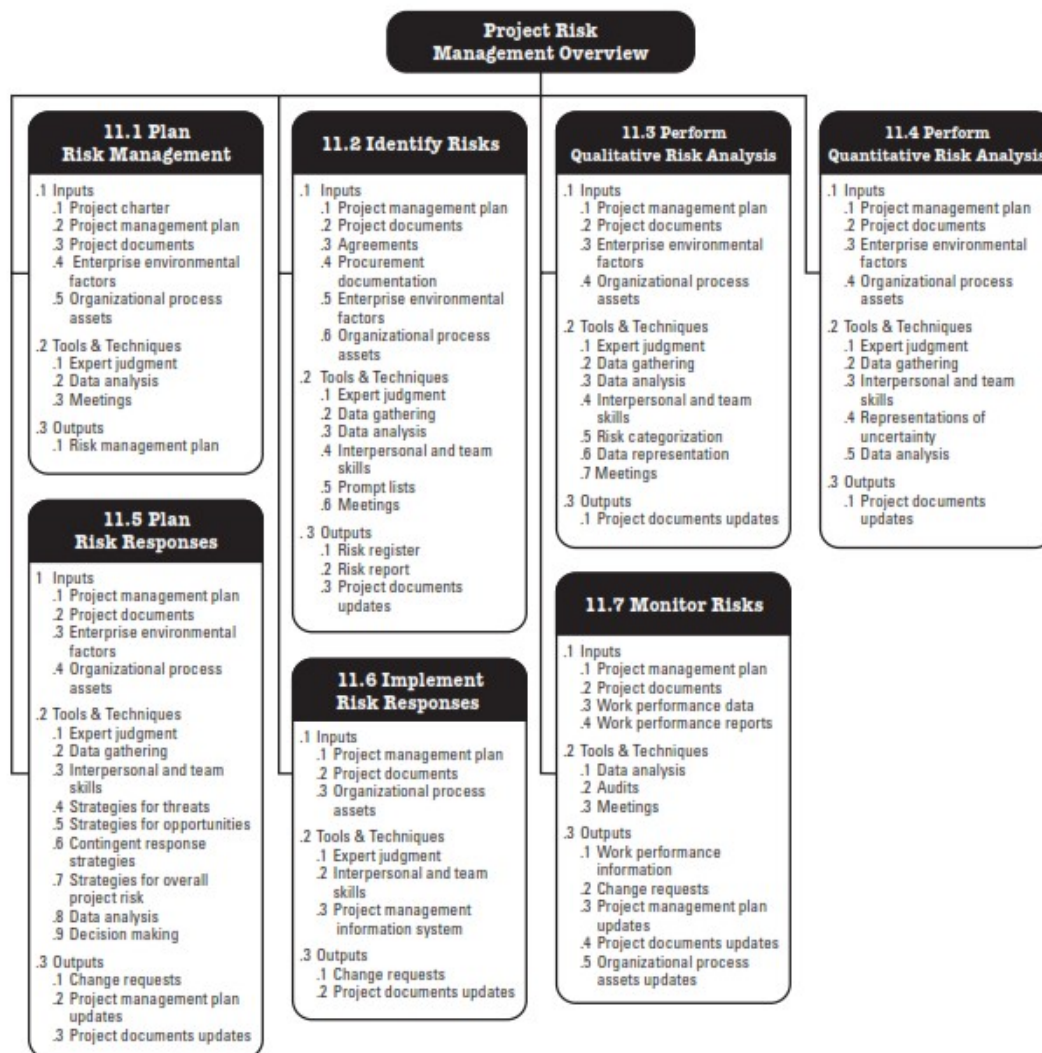 Project Risk
Management Overview
11.1 Plan
Risk Management
.1 Inputs
.1 Project charter
.2 Project management plan
.3 Project documents
.4 Enterprise environmental
factors
.5 Organizational process
assets
.2 Tools & Techniques
.1 Expert judgment
.2 Data analysis
.3 Meetings
.3 Outputs
.1 Risk management plan
11.2 Identify Risks
.1 Inputs
.1 Project management plan
.2 Project documents
.3 Agreements
.4 Procurement
documentation
.5 Enterprise environmental
factors
.6 Organizational process
assets
.2 Tools & Techniques
.1 Expert judgment
.2 Data gathering
.3 Data analysis
.4 Interpersonal and team
skills
.5 Prompt lists
.6 Meetings
.3 Outputs
.1 Risk register
.2 Risk report
.3 Project documents
updates
11.3 Perform
Qualitative Risk Analysis
.1 Inputs
.1 Project management plan
.2 Project documents
.3 Enterprise environmental
factors
.4 Organizational process
assets
.2 Tools & Techniques
.1 Expert judgment
.2 Data gathering
.3 Data analysis
.4 Interpersonal and team
skills
.5 Risk categorization
.6 Data representation
.7 Meetings
.3 Outputs
.1 Project documents updates
11.4 Perform
Quantitative Risk Analysis
.1 Inputs
.1 Project management plan
.2 Project documents
.3 Enterprise environmental
factors
.4 Organizational process
assets
.2 Tools & Techniques
.1 Expert judgment
.2 Data gathering
.3 Interpersonal and team
skills
.4 Representations of
uncertainty
.5 Data analysis
.3 Outputs
.1 Project documents
updates
11.5 Plan
Risk Responses
1 Inputs
.1 Project management plan
.2 Project documents
.3 Enterprise environmental
factors
.4 Organizational process
assets
.2 Tools & Techniques
.1 Expert judgment
.2 Data gathering
.3 Interpersonal and team
skills
.4 Strategies for threats
.5 Strategies for opportunities
.6 Contingent response
strategies
.7 Strategies for overall
project risk
.8 Data analysis
.9 Decision making
.3 Outputs
.1 Change requests
.2 Project management plan
updates
.3 Project documents updates
11.6 Implement
Risk Responses
.1 Inputs
.1 Project management plan
.2 Project documents
.3 Organizational process
assets
.2 Tools & Techniques
.1 Expert judgment
.2 Interpersonal and team
skills
.3 Project management
information system
.3 Outputs
.1 Change requests
.2 Project documents updates
11.7 Monitor Risks
.1 Inputs
.1 Project management plan
.2 Project documents
.3 Work performance data
.4 Work performance reports
.2 Tools & Techniques
.1 Data analysis
.2 Audits
.3 Meetings
.3 Outputs
.1 Work performance
information
.2 Change requests
.3 Project management plan
updates
.4 Project documents updates
.5 Organizational process
assets updates